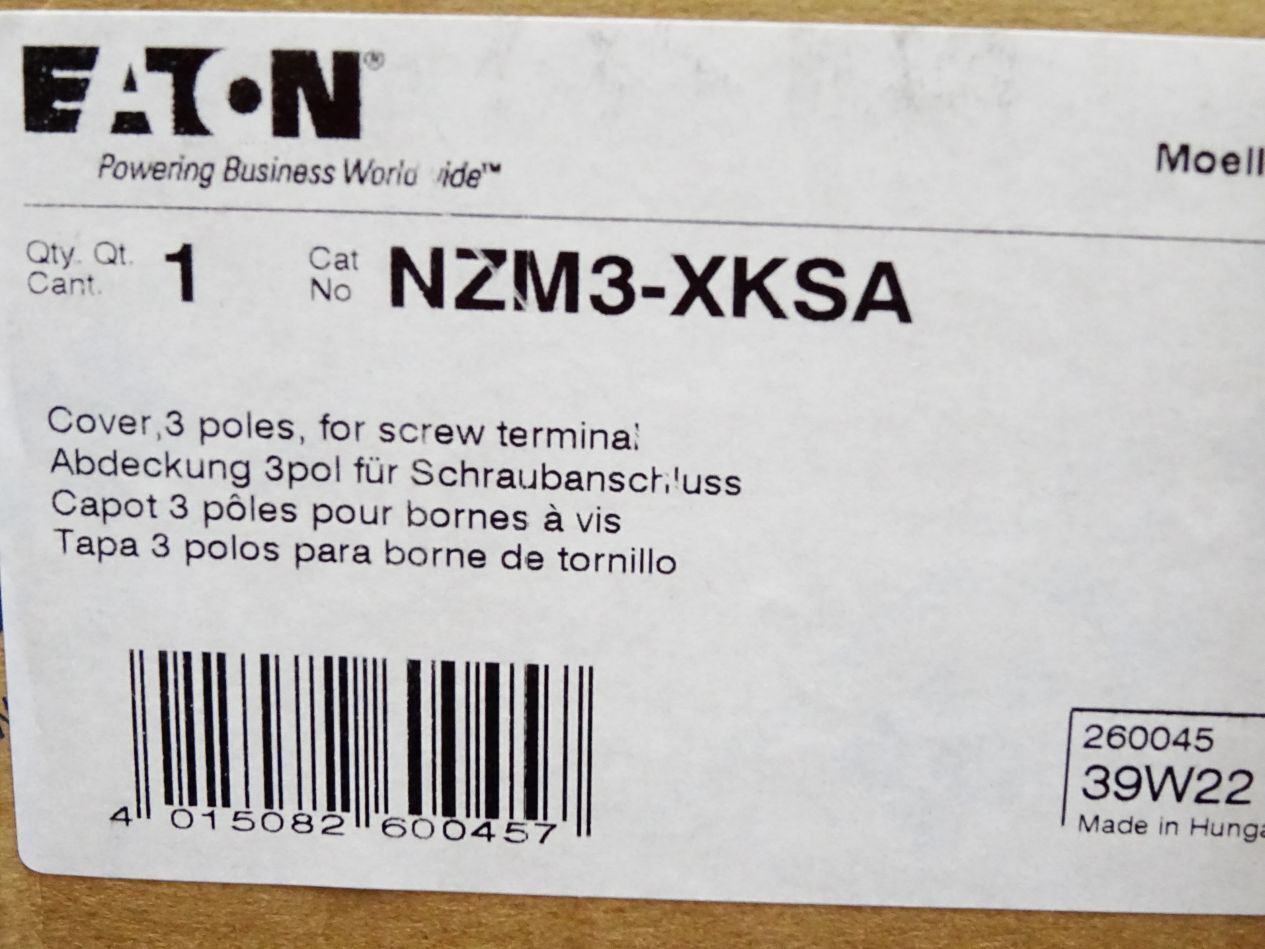 EATON®
Powering Business Worldwide™
Moell
Qty. Qt. Cant. 1 Cat No NZM3-XKSA
Cover,3 poles, for screw terminal
Abdeckung 3pol für Schraubanschluss
Capot 3 pôles pour bornes à vis
Tapa 3 polos para borne de tornillo
4 015082 600457
260045
39W22
Made in Hunga